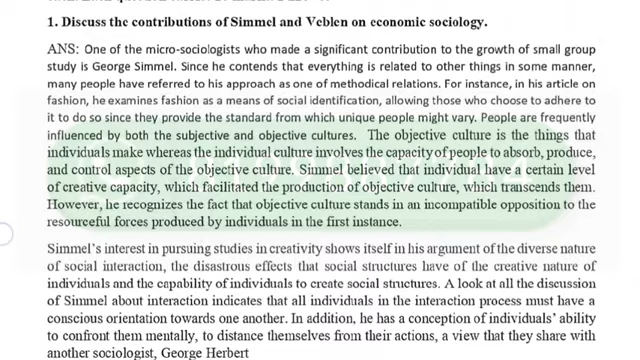 1. Discuss the contributions of Simmel and Veblen on economic sociology.
ANS: One of the micro-sociologists who made a significant contribution to the growth of small group
study is George Simmel. Since he contends that everything is related to other things in some manner,
many people have referred to his approach as one of methodical relations. For instance, in his article on
fashion, he examines fashion as a means of social identification, allowing those who choose to adhere to
it to do so since they provide the standard from which unique people might vary. People are frequently
influenced by both the subjective and objective cultures. The objective culture is the things that
individuals make whereas the individual culture involves the capacity of people to absorb, produce,
and control aspects of the objective culture. Simmel believed that individual have a certain level
of creative capacity, which facilitated the production of objective culture, which transcends them.
However, he recognizes the fact that objective culture stands in an incompatible opposition to the
resourceful forces produced by individuals in the first instance.
Simmel's interest in pursuing studies in creativity shows itself in his argument of the diverse nature
of social interaction, the disastrous effects that social structures have of the creative nature of
individuals and the capability of individuals to create social structures. A look at all the discussion
of Simmel about interaction indicates that all individuals in the interaction process must have a
conscious orientation towards one another. In addition, he has a conception of individuals' ability
to confront them mentally, to distance themselves from their actions, a view that they share with
another sociologist, George Herbert